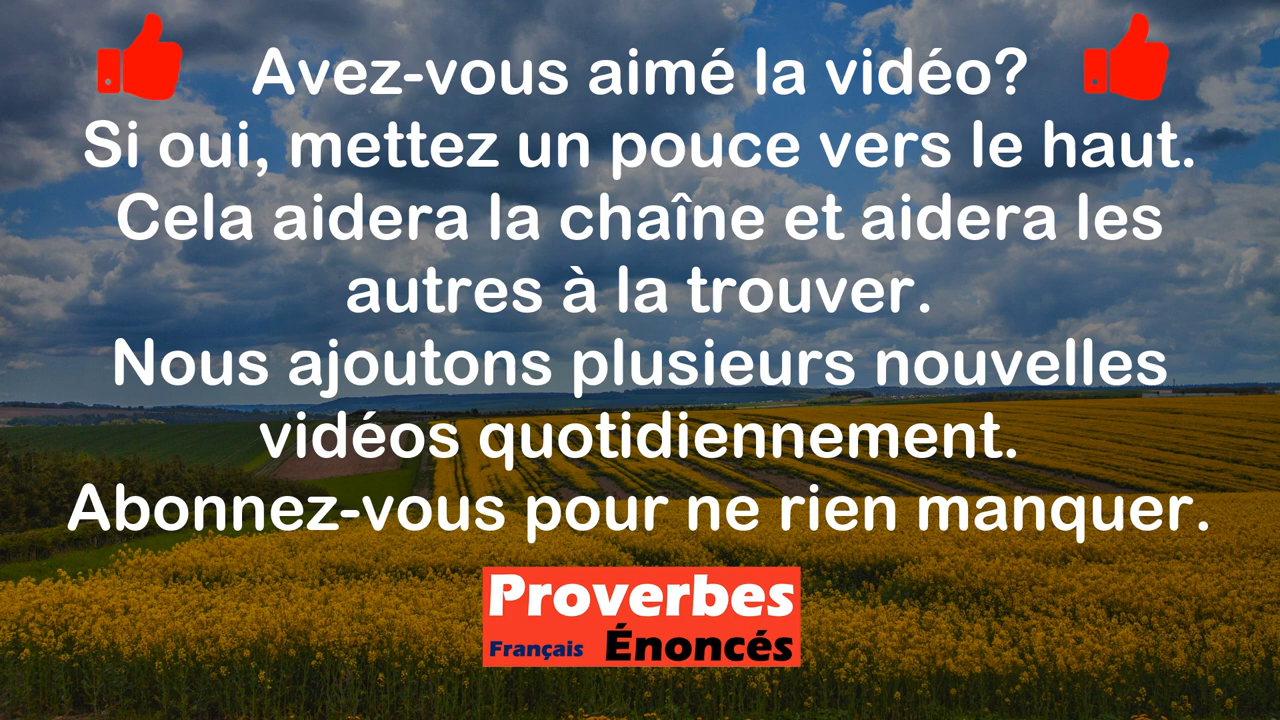 Avez-vous aimé la vidéo?
Si oui, mettez un pouce vers le haut.
Cela aidera la chaîne et aidera les
autres à la trouver.
Nous ajoutons plusieurs nouvelles
vidéos quotidiennement.
Abonnez-vous pour ne rien manquer.
Proverbes
Français Énoncés